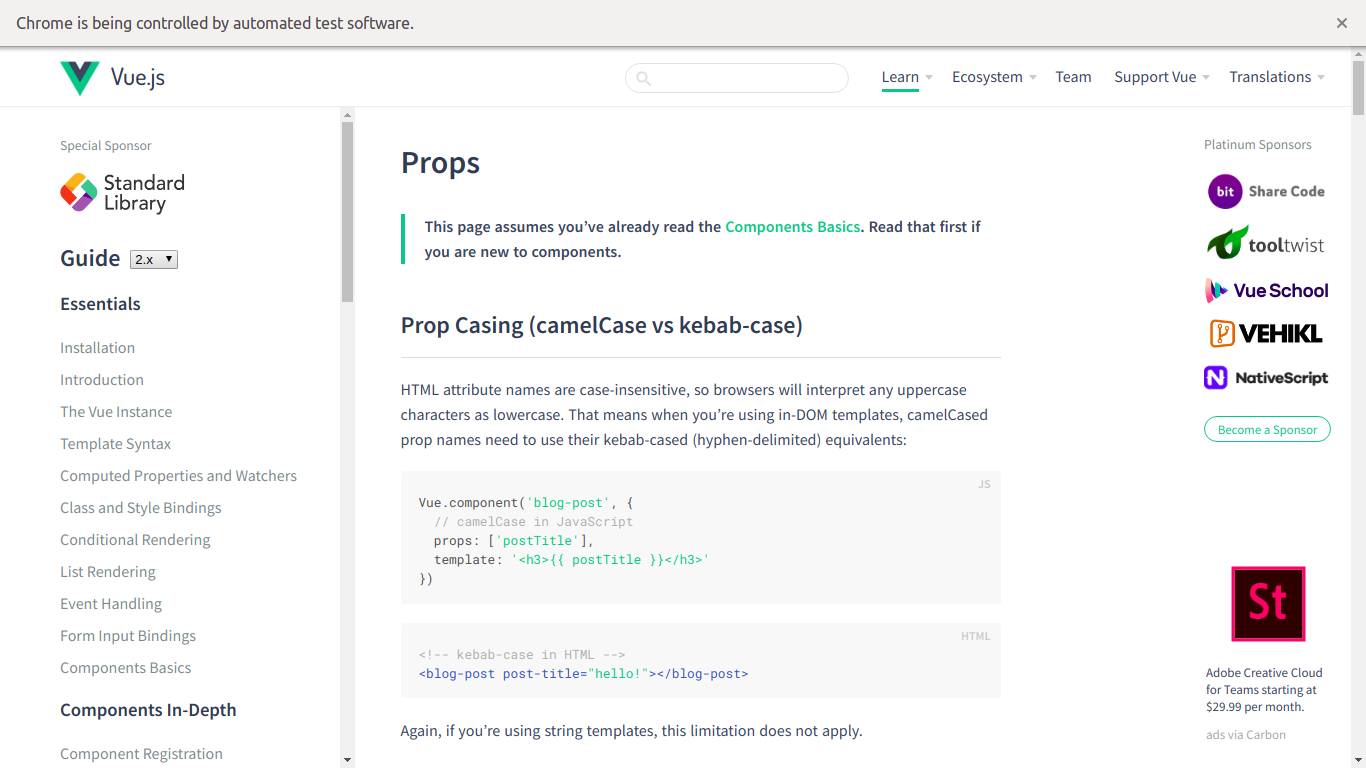 Chrome is being controlled by automated test software.
Vue.js
Learn
Ecosystem
Team
Support Vue
Translations
Special Sponsor
Standard
Library
Guide 2.x
Essentials
Installation
Introduction
The Vue Instance
Template Syntax
Computed Properties and Watchers
Class and Style Bindings
Conditional Rendering
List Rendering
Event Handling
Form Input Bindings
Components Basics
Components In-Depth
Component Registration
Props
This page assumes you’ve already read the Components Basics. Read that first if
you are new to components.
Prop Casing (camelCase vs kebab-case)
HTML attribute names are case-insensitive, so browsers will interpret any uppercase
characters as lowercase. That means when you’re using in-DOM templates, camelCased
prop names need to use their kebab-cased (hyphen-delimited) equivalents:
JS
Vue.component('blog-post', {
  // camelCase in JavaScript
  props: ['postTitle'],
  template: '<h3>{{ postTitle }}</h3>'
})
HTML
<!-- kebab-case in HTML -->
<blog-post post-title="hello!"></blog-post>
Again, if you’re using string templates, this limitation does not apply.
Platinum Sponsors
bit Share Code
tooltwist
Vue School
VEHIKL
NativeScript
Become a Sponsor
St
Adobe Creative Cloud
for Teams starting at
$29.99 per month.
ads via Carbon